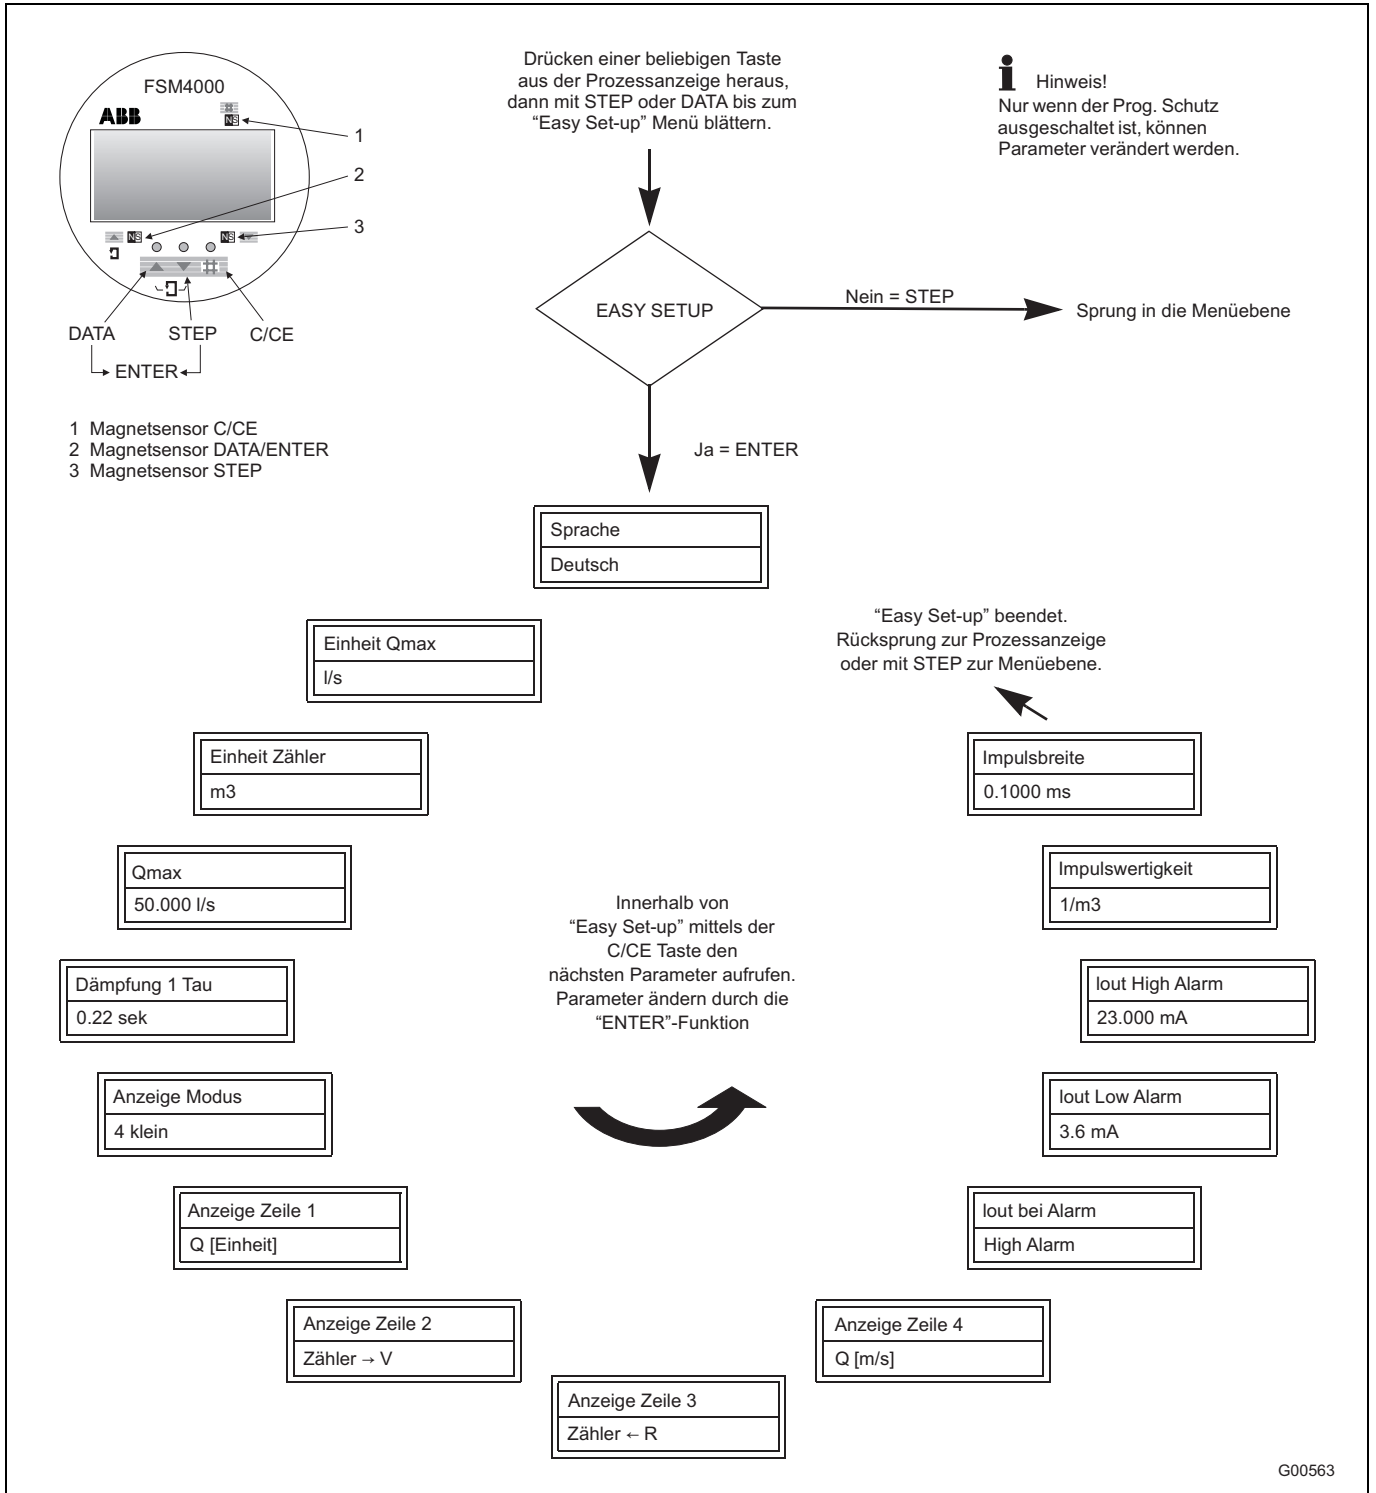 FSM4000
ABB
NS
1
2
3
NS
NS
DATA
STEP
C/CE
ENTER
1 Magnetsensor C/CE
2 Magnetsensor DATA/ENTER
3 Magnetsensor STEP
Drücken einer beliebigen Taste
aus der Prozessanzeige heraus,
dann mit STEP oder DATA bis zum
“Easy Set-up” Menü blättern.
Hinweis!
Nur wenn der Prog. Schutz
ausgeschaltet ist, können
Parameter verändert werden.
EASY SETUP
Nein = STEP
Sprung in die Menüebene
Ja = ENTER
Sprache
Deutsch
Einheit Qmax
l/s
Einheit Zähler
m3
Qmax
50.000 l/s
Dämpfung 1 Tau
0.22 sek
Anzeige Modus
4 klein
Anzeige Zeile 1
Q [Einheit]
Anzeige Zeile 2
Zähler → V
Anzeige Zeile 3
Zähler ← R
Anzeige Zeile 4
Q [m/s]
Iout bei Alarm
High Alarm
Iout Low Alarm
3.6 mA
Iout High Alarm
23.000 mA
Impulswertigkeit
1/m3
Impulsbreite
0.1000 ms
“Easy Set-up” beendet.
Rücksprung zur Prozessanzeige
oder mit STEP zur Menüebene.
Innerhalb von
“Easy Set-up” mittels der
C/CE Taste den
nächsten Parameter aufrufen.
Parameter ändern durch die
“ENTER”-Funktion
G00563